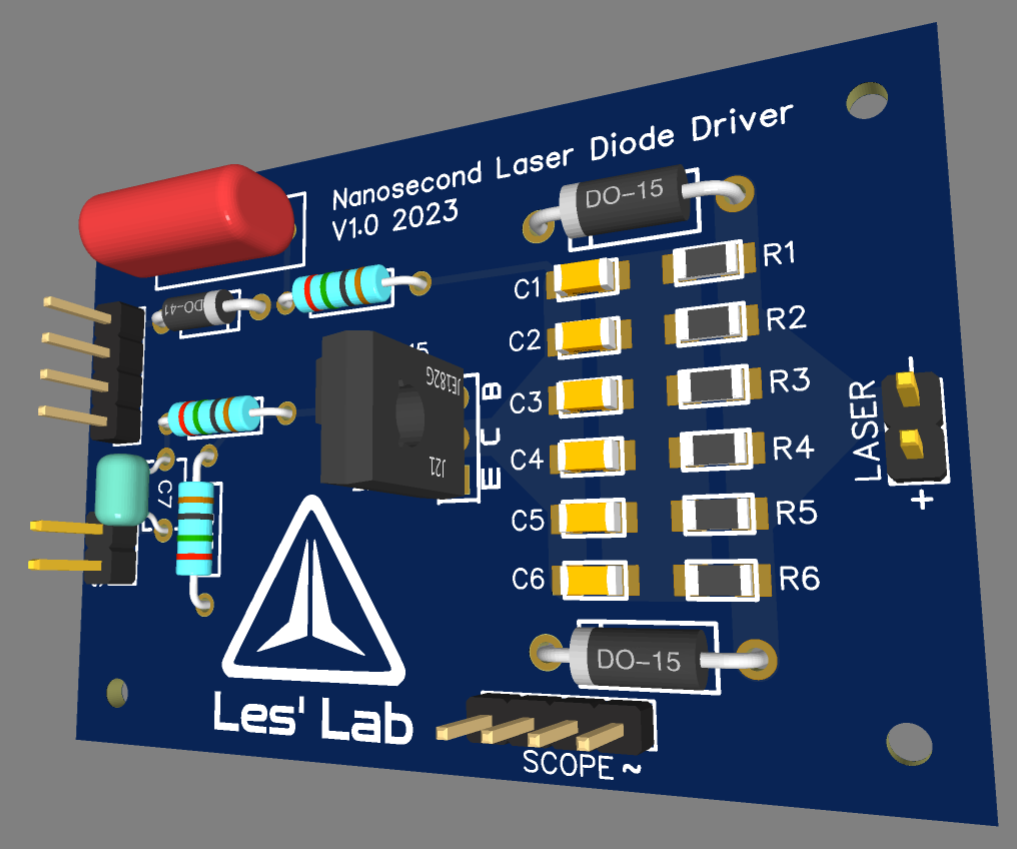 Nanosecond Laser Diode Driver
V1.0 2023
DO-15
DO-41
C1
R1
C2
R2
C3
R3
C4
R4
C5
R5
C6
R6
JE182G
J21
B
C
E
LASER
+
C7
DO-15
Les' Lab
SCOPE ~